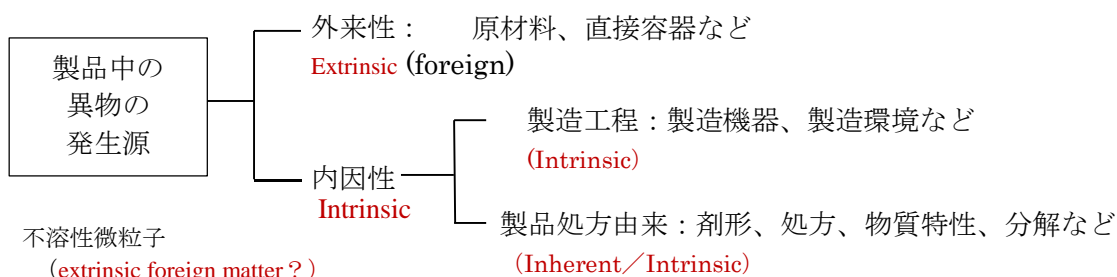 外来性： 原材料、直接容器など
Extrinsic (foreign)
製品中の
異物の
発生源
製造工程：製造機器、製造環境など
(Intrinsic)
内因性
Intrinsic
製品処方由来：剤形、処方、物質特性、分解など
（Inherent／Intrinsic）
不溶性微粒子
（extrinsic foreign matter？）